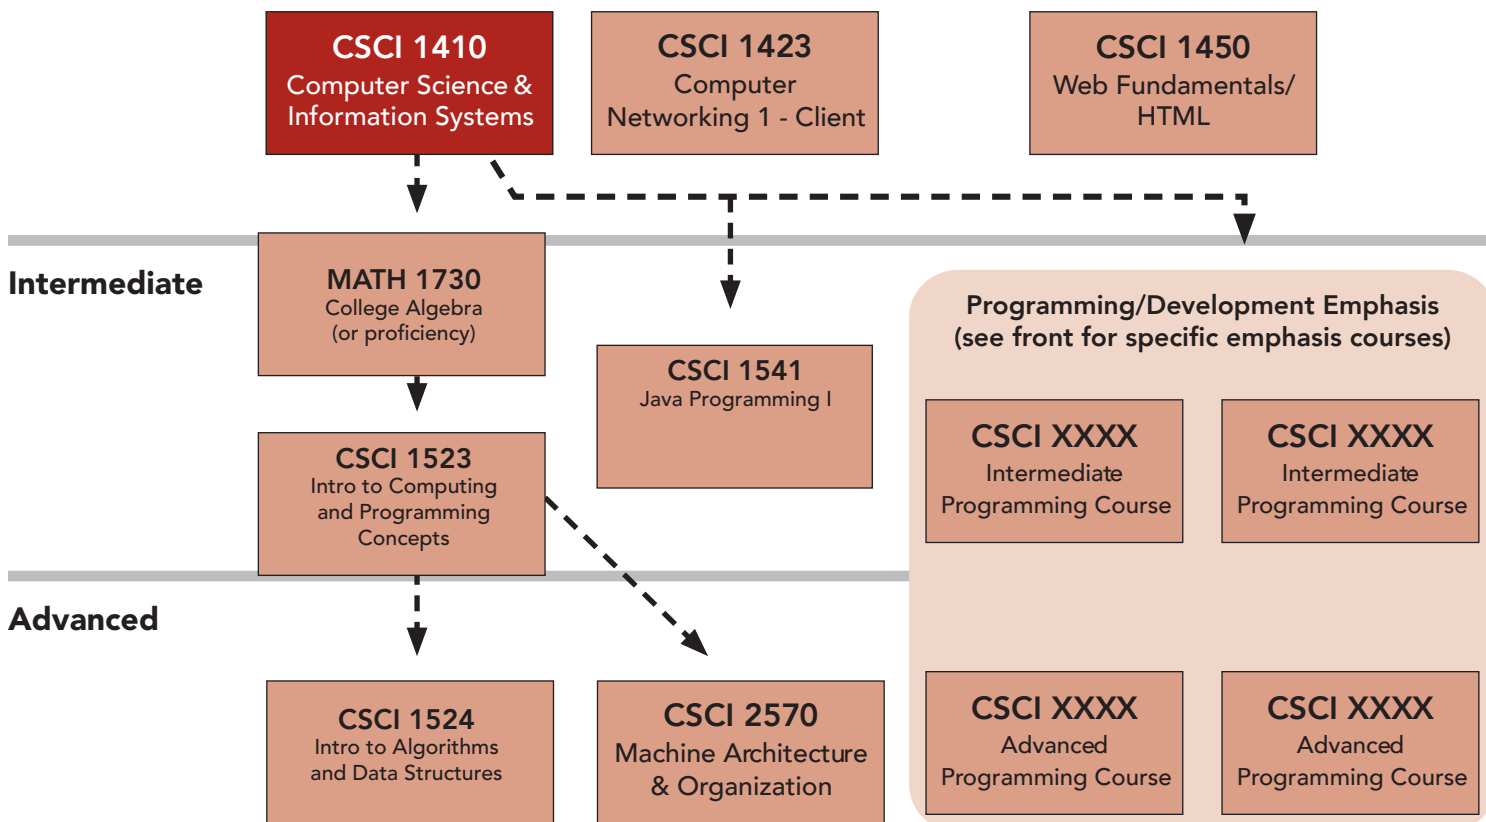 CSCI 1410
Computer Science &
Information Systems
CSCI 1423
Computer
Networking 1 - Client
CSCI 1450
Web Fundamentals/
HTML
Intermediate
MATH 1730
College Algebra
(or proficiency)
CSCI 1541
Java Programming I
CSCI 1523
Intro to Computing
and Programming
Concepts
Programming/Development Emphasis
(see front for specific emphasis courses)
CSCI XXXX
Intermediate
Programming Course
CSCI XXXX
Intermediate
Programming Course
Advanced
CSCI 1524
Intro to Algorithms
and Data Structures
CSCI 2570
Machine Architecture
& Organization
CSCI XXXX
Advanced
Programming Course
CSCI XXXX
Advanced
Programming Course